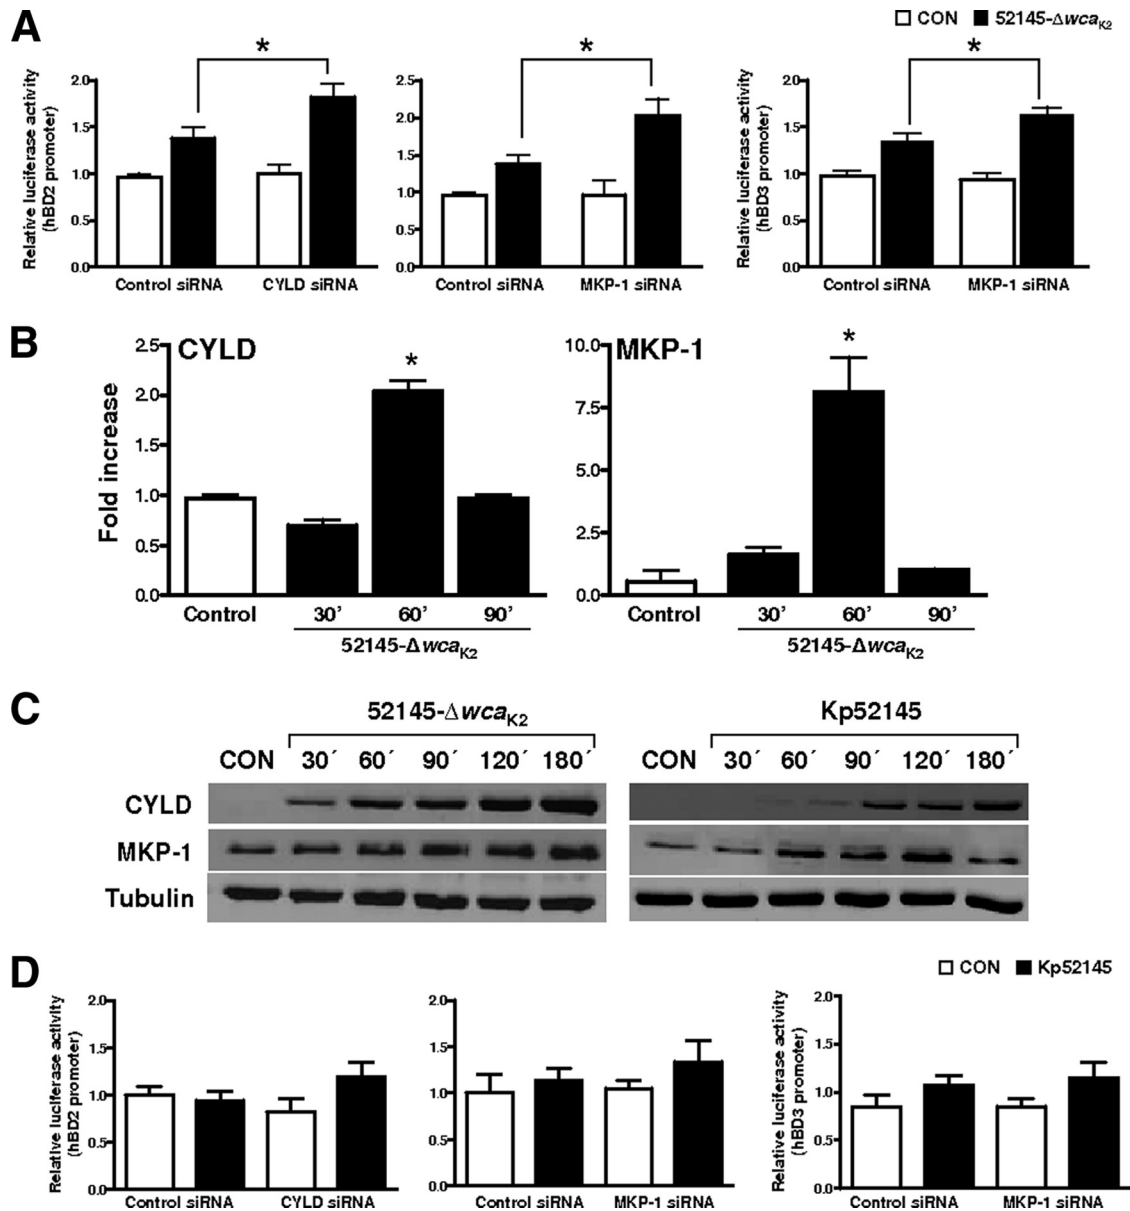 A
CON 52145-ΔwcaK2
* * *
Relative luciferase activity
(hBD2 promoter)
2.0
1.5
1.0
0.5
0.0
Control siRNA CYLD siRNA
2.5
2.0
1.5
1.0
0.5
0.0
Control siRNA MKP-1 siRNA
Relative luciferase activity
(hBD3 promoter)
2.0
1.5
1.0
0.5
0.0
Control siRNA MKP-1 siRNA
B
CYLD
Fold increase
2.5
2.0
1.5
1.0
0.5
0.0
*
Control 30’ 60’ 90’
52145-ΔwcaK2
MKP-1
10.0
7.5
5.0
2.5
0.0
*
Control 30’ 60’ 90’
52145-ΔwcaK2
C
52145-ΔwcaK2 Kp52145
CON 30´ 60´ 90´ 120´ 180´ CON 30´ 60´ 90´ 120´ 180´
CYLD
MKP-1
Tubulin
D
CON Kp52145
Relative luciferase activity
(hBD2 promoter)
2.0
1.5
1.0
0.5
0.0
Control siRNA CYLD siRNA
2.0
1.5
1.0
0.5
0.0
Control siRNA MKP-1 siRNA
Relative luciferase activity
(hBD3 promoter)
2.0
1.5
1.0
0.5
0.0
Control siRNA MKP-1 siRNA